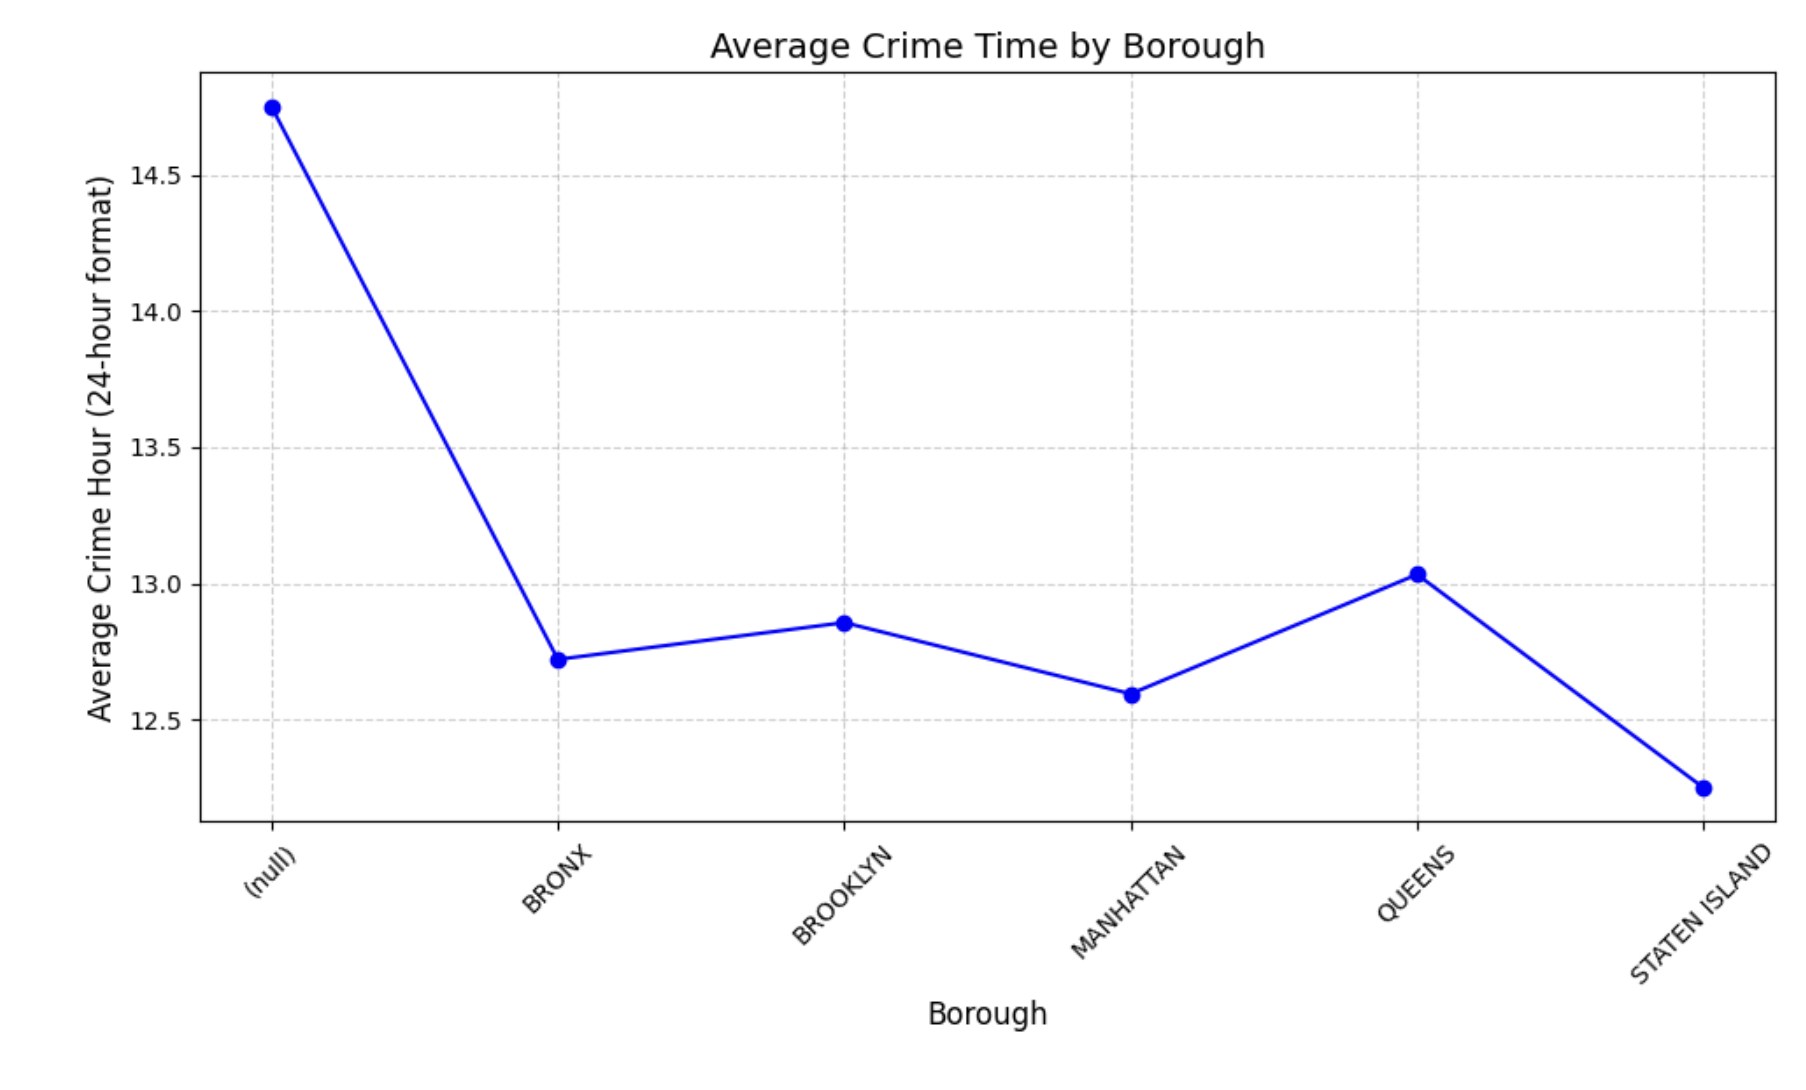 Average Crime Time by Borough
Average Crime Hour (24-hour format)
14.5
14.0
13.5
13.0
12.5
(null)
BRONX
BROOKLYN
MANHATTAN
QUEENS
STATEN ISLAND
Borough